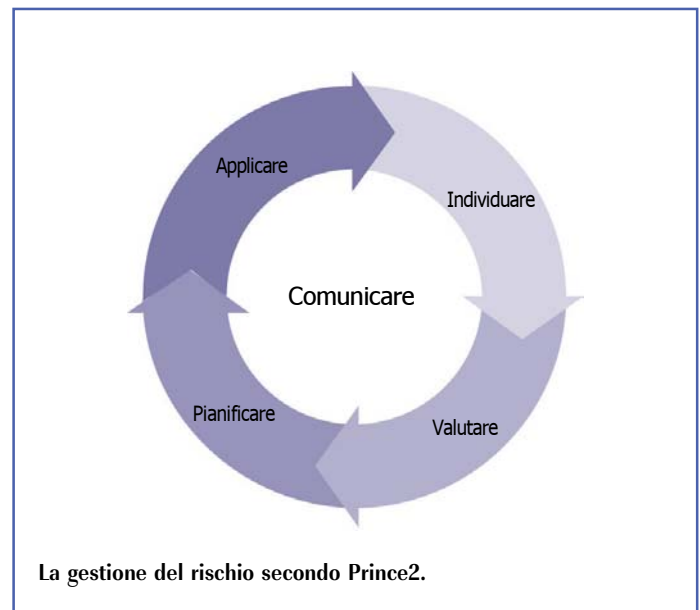 Applicare
Individuare
Comunicare
Pianificare
Valutare
La gestione del rischio secondo Prince2.